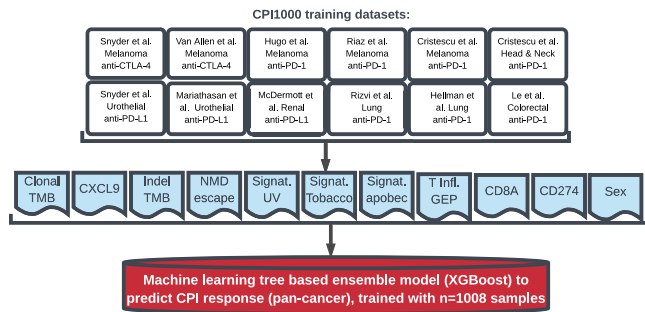 CPI1000 training datasets:
Snyder et al.
Melanoma
anti-CTLA-4
Van Allen et al.
Melanoma
anti-CTLA-4
Hugo et al.
Melanoma
anti-PD-1
Riaz et al.
Melanoma
anti-PD-1
Cristescu et al.
Melanoma
anti-PD-1
Cristescu et al.
Head & Neck
anti-PD-1
Snyder et al.
Urothelial
anti-PD-L1
Mariathasan et
al. Urothelial
anti-PD-L1
McDermott et
al. Renal
anti-PD-L1
Rizvi et al.
Lung
anti-PD-1
Hellman et
al. Lung
anti-PD-1
Le et al.
Colorectal
anti-PD-1
Clonal
TMB
CXCL9
Indel
TMB
NMD
escape
Signat.
UV
Signat.
Tobacco
Signat.
apobec
T Infl.
GEP
CD8A
CD274
Sex
Machine learning tree based ensemble model (XGBoost) to
predict CPI response (pan-cancer), trained with n=1008 samples